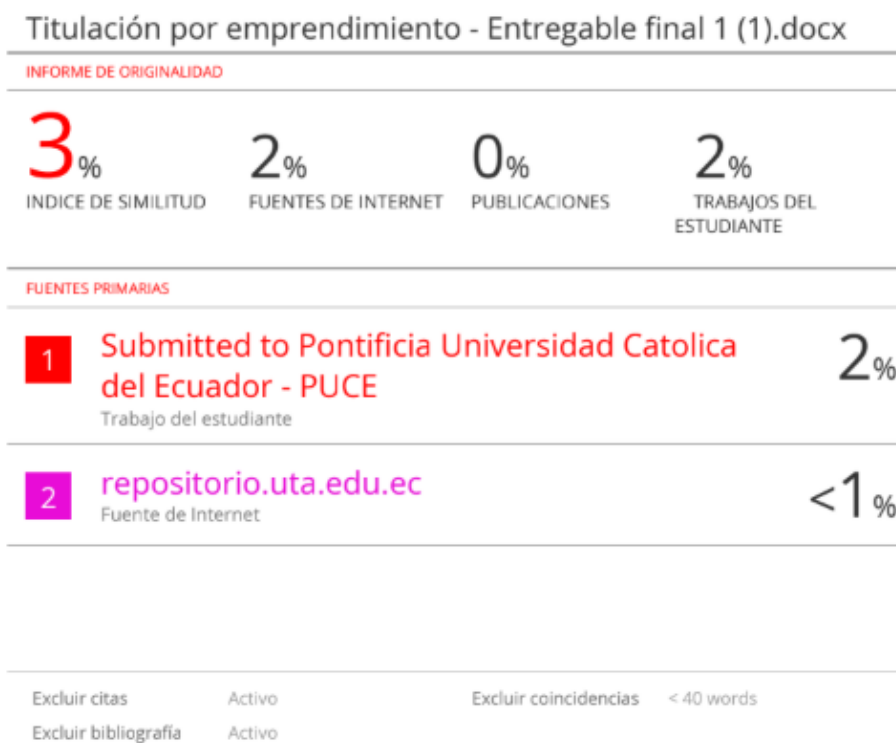 Titulación por emprendimiento - Entregable final 1 (1).docx
INFORME DE ORIGINALIDAD
3%
INDICE DE SIMILITUD
2%
FUENTES DE INTERNET
0%
PUBLICACIONES
2%
TRABAJOS DEL
ESTUDIANTE
FUENTES PRIMARIAS
1
Submitted to Pontificia Universidad Catolica
del Ecuador - PUCE
Trabajo del estudiante
2%
2
repositorio.uta.edu.ec
Fuente de Internet
<1%
Excluir citas Activo
Excluir coincidencias < 40 words
Excluir bibliografía Activo